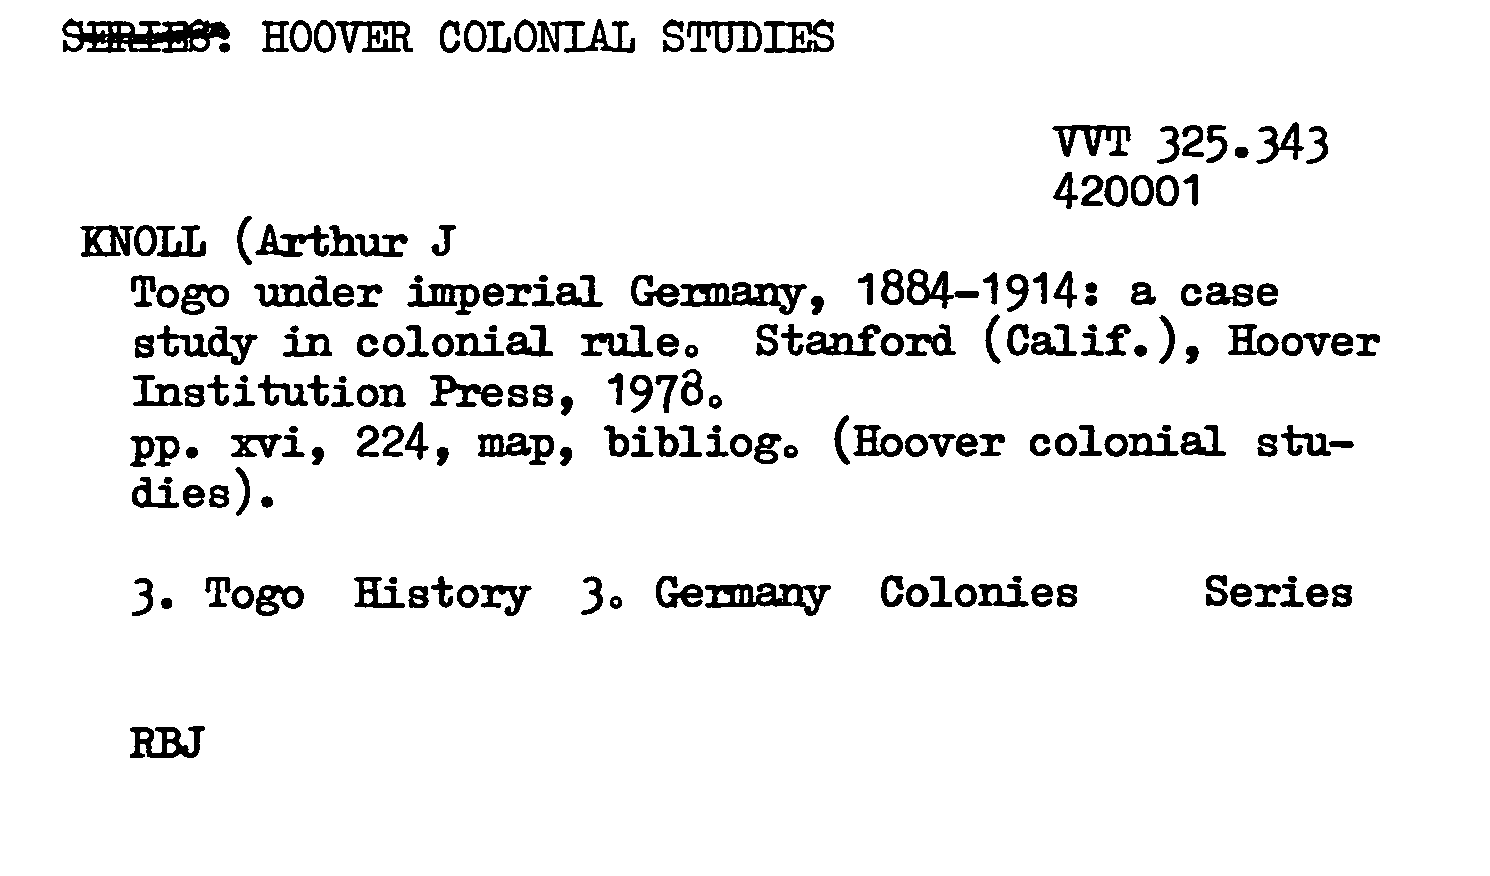 SERIES: HOOVER COLONIAL STUDIES
VVT 325.343
420001
KNOLL (Arthur J
Togo under imperial Germany, 1884-1914: a case
study in colonial rule. Stanford (Calif.), Hoover
Institution Press, 1978.
pp. xvi, 224, map, bibliog. (Hoover colonial stu-
dies).
3. Togo History 3. Germany Colonies Series
RBJ